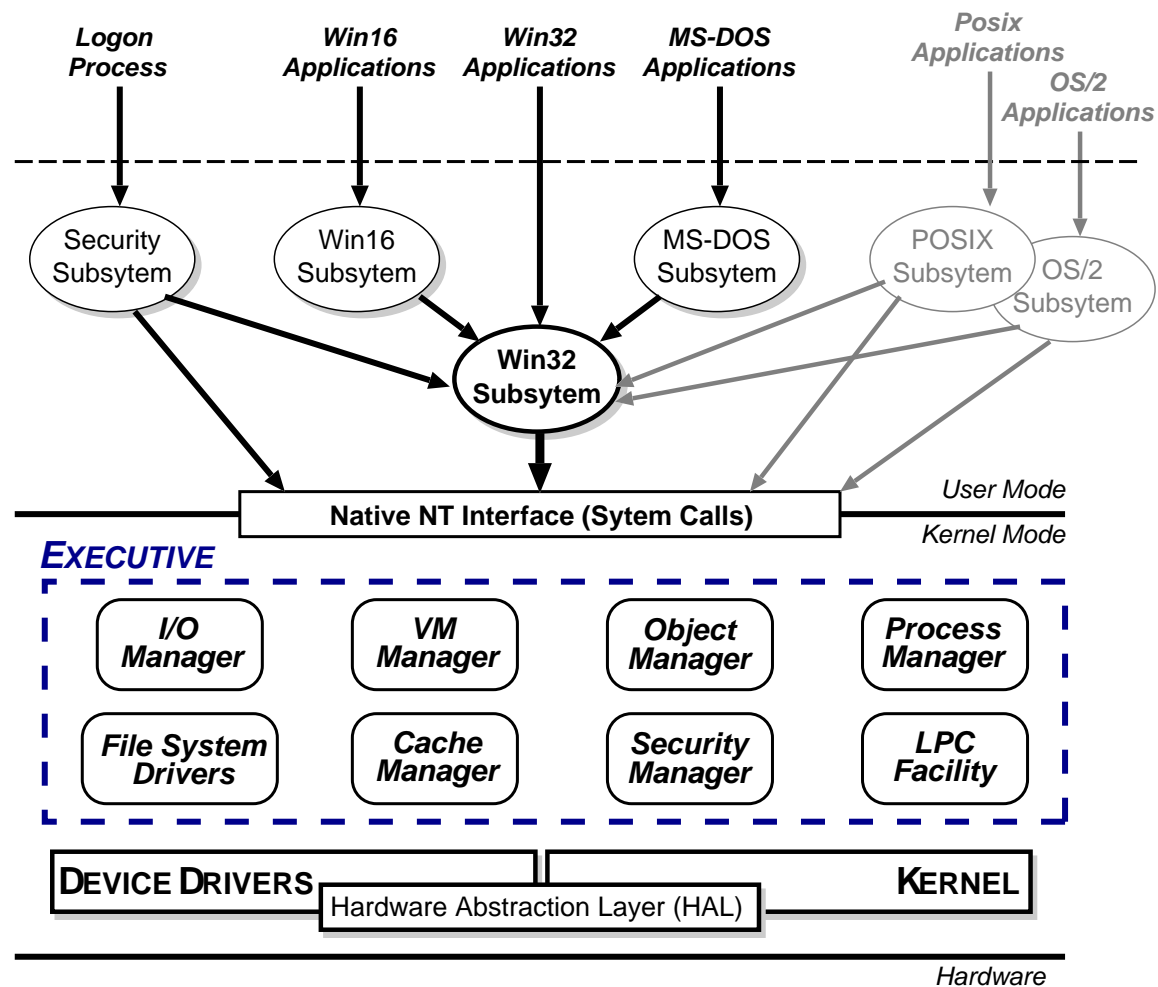 Logon
Process
Win16
Applications
Win32
Applications
MS-DOS
Applications
Posix
Applications
OS/2
Applications
Security
Subsytem
Win16
Subsytem
MS-DOS
Subsytem
POSIX
Subsytem
OS/2
Subsytem
Win32
Subsytem
User Mode
Native NT Interface (Sytem Calls)
Kernel Mode
EXECUTIVE
I/O
Manager
VM
Manager
Object
Manager
Process
Manager
File System
Drivers
Cache
Manager
Security
Manager
LPC
Facility
DEVICE DRIVERS
KERNEL
Hardware Abstraction Layer (HAL)
Hardware